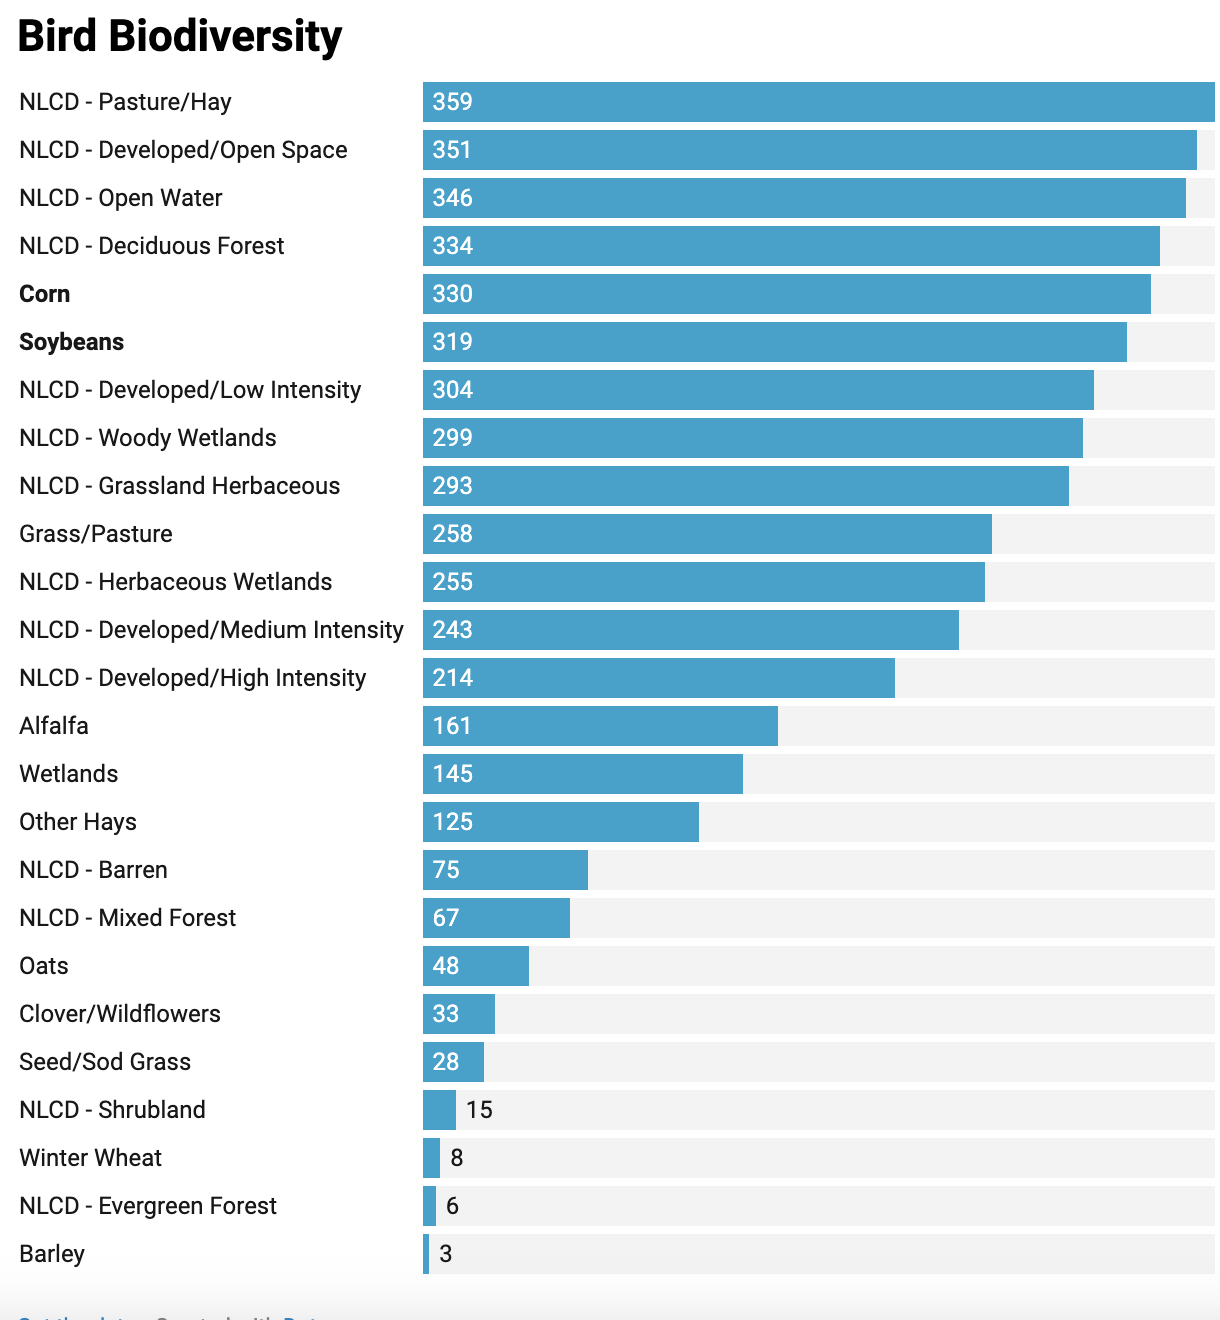 Bird Biodiversity
NLCD - Pasture/Hay 359
NLCD - Developed/Open Space 351
NLCD - Open Water 346
NLCD - Deciduous Forest 334
Corn 330
Soybeans 319
NLCD - Developed/Low Intensity 304
NLCD - Woody Wetlands 299
NLCD - Grassland Herbaceous 293
Grass/Pasture 258
NLCD - Herbaceous Wetlands 255
NLCD - Developed/Medium Intensity 243
NLCD - Developed/High Intensity 214
Alfalfa 161
Wetlands 145
Other Hays 125
NLCD - Barren 75
NLCD - Mixed Forest 67
Oats 48
Clover/Wildflowers 33
Seed/Sod Grass 28
NLCD - Shrubland 15
Winter Wheat 8
NLCD - Evergreen Forest 6
Barley 3